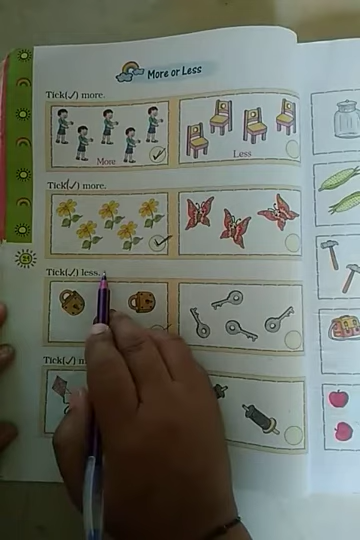 More or Less
Tick(✓) more.
More
Less
Tick(✓) more.
Tick(✓) less.
Tick(✓)